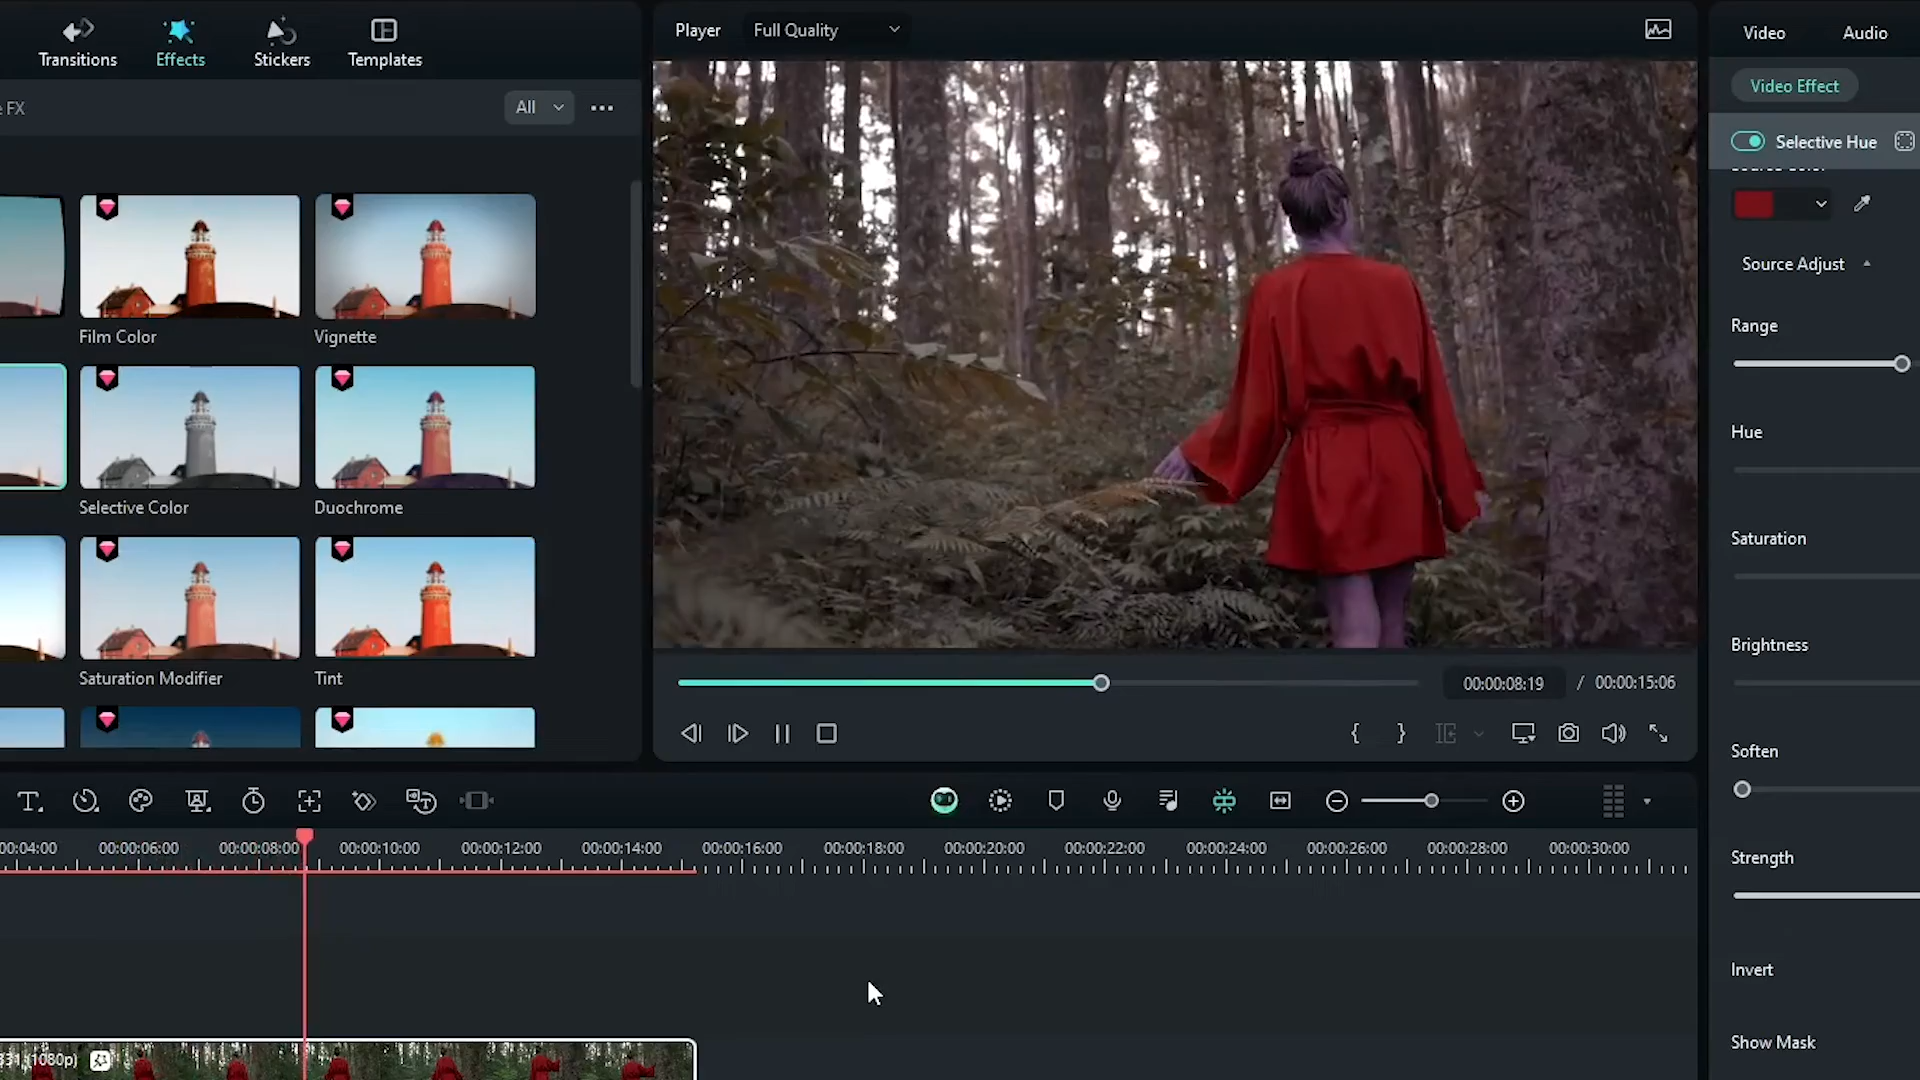 Transitions
Effects
Stickers
Templates
FX
All
Film Color
Vignette
Selective Color
Duochrome
Saturation Modifier
Tint
Player
Full Quality
00:00:08:19 / 00:00:15:06
Video
Audio
Video Effect
Selective Hue
Source Color
Source Adjust
Range
Hue
Saturation
Brightness
Soften
Strength
Invert
Show Mask
00:04:00
00:00:06:00
00:00:08:00
00:00:10:00
00:00:12:00
00:00:14:00
00:00:16:00
00:00:18:00
00:00:20:00
00:00:22:00
00:00:24:00
00:00:26:00
00:00:28:00
00:00:30:00
331 (1080p)